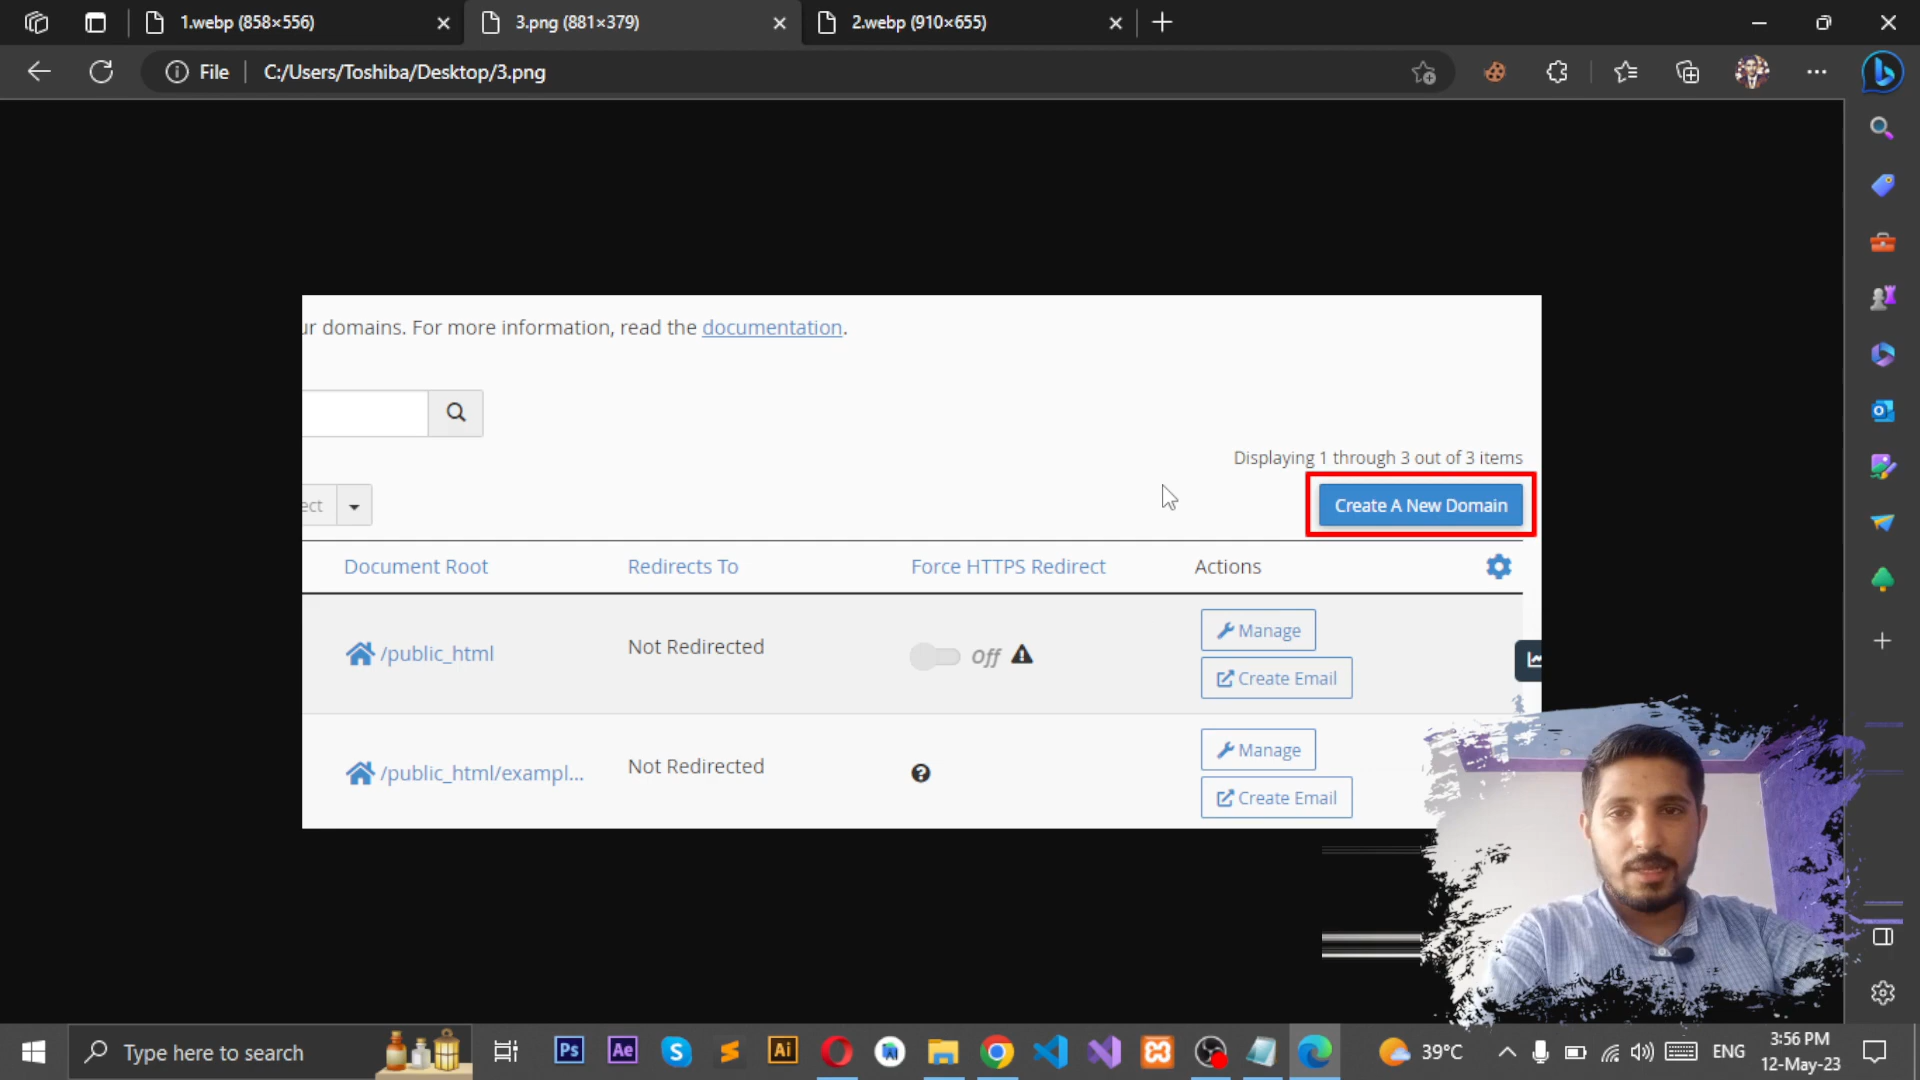 1.webp (858×556)
3.png (881×379)
2.webp (910×655)
File
C:/Users/Toshiba/Desktop/3.png
ur domains. For more information, read the documentation.
Displaying 1 through 3 out of 3 items
ect
Create A New Domain
Document Root
Redirects To
Force HTTPS Redirect
Actions
/public_html
Not Redirected
Off
Manage
Create Email
/public_html/exampl...
Not Redirected
Manage
Create Email
Type here to search
Ps
Ae
Ai
39°C
ENG
3:56 PM
12-May-23